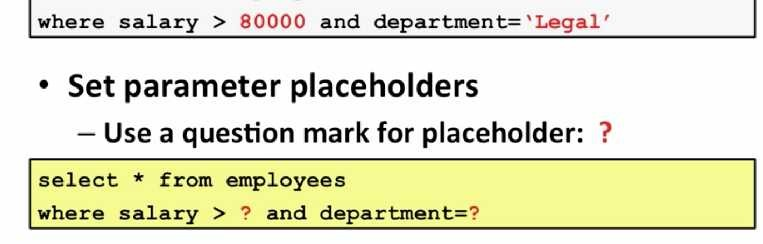 where salary > 80000 and department=‘Legal’
• Set parameter placeholders
– Use a question mark for placeholder: ?
select * from employees
where salary > ? and department=?